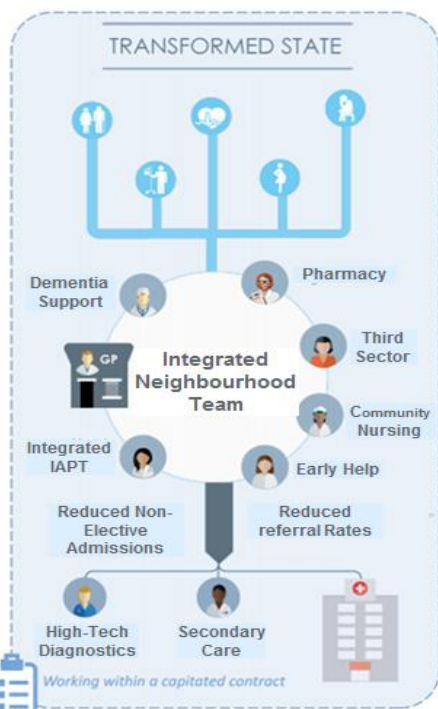 TRANSFORMED STATE
Dementia
Support
Pharmacy
GP
Integrated
Neighbourhood
Team
Third
Sector
Community
Nursing
Integrated
IAPT
Early Help
Reduced Non-
Elective
Admissions
Reduced
referral Rates
High-Tech
Diagnostics
Secondary
Care
Working within a capitated contract